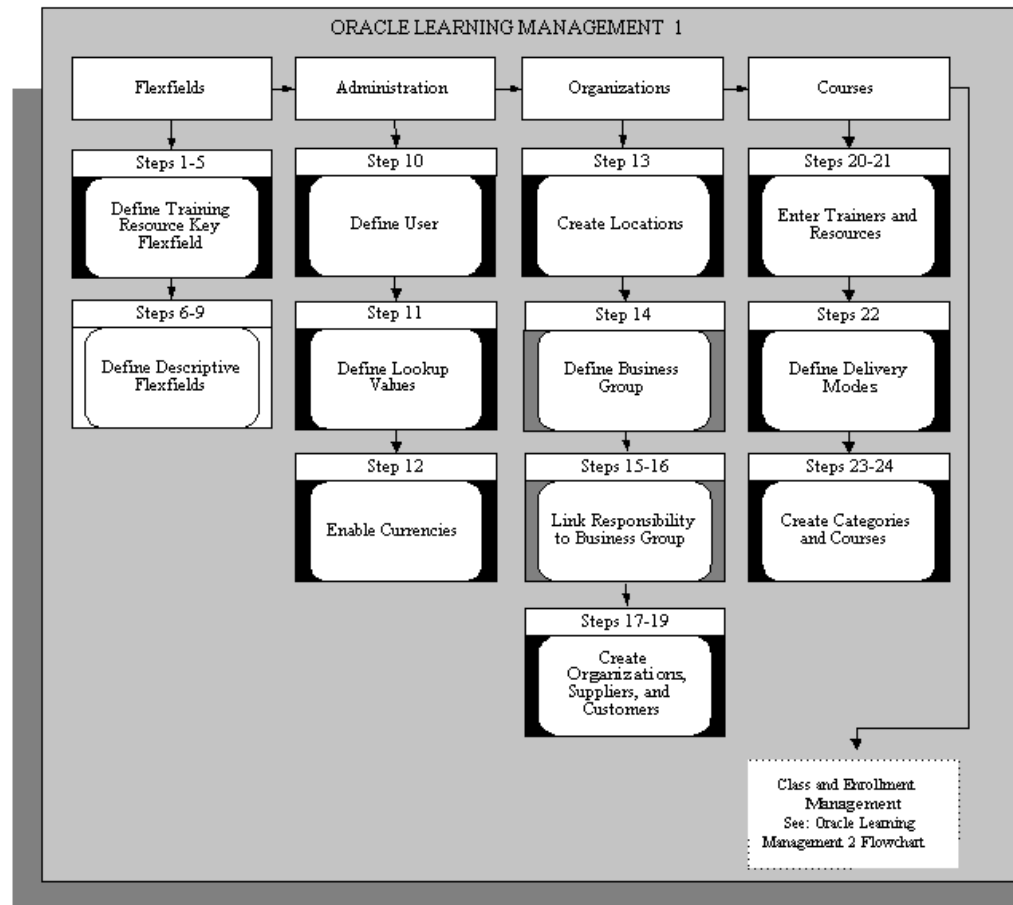 ORACLE LEARNING MANAGEMENT 1
Flexfields
Administration
Organizations
Courses
Steps 1-5
Define Training
Resource Key
Flexfield
Steps 6-9
Define Descriptive
Flexfields
Step 10
Define User
Step 11
Define Lookup
Values
Step 12
Enable Currencies
Step 13
Create Locations
Step 14
Define Business
Group
Steps 15-16
Link Responsibility
to Business Group
Steps 17-19
Create
Organizations,
Suppliers, and
Customers
Steps 20-21
Enter Trainers and
Resources
Steps 22
Define Delivery
Modes
Steps 23-24
Create Categories
and Courses
Class and Enrollment
Management
See: Oracle Learning
Management 2 Flowchart